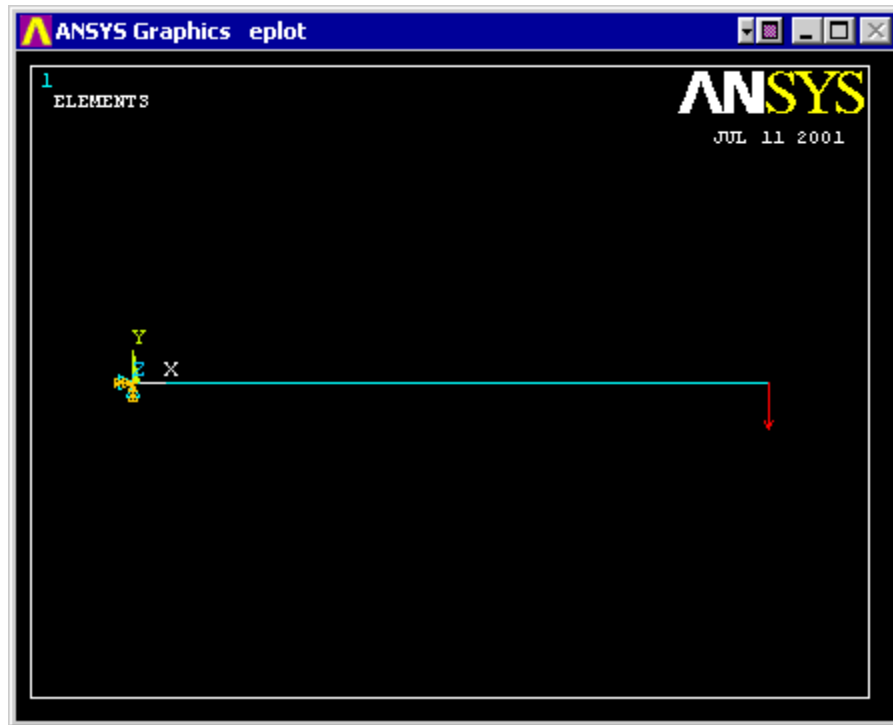 ANSYS Graphics eplot
1
ELEMENTS
ANSYS
JUL 11 2001
Y
Z X